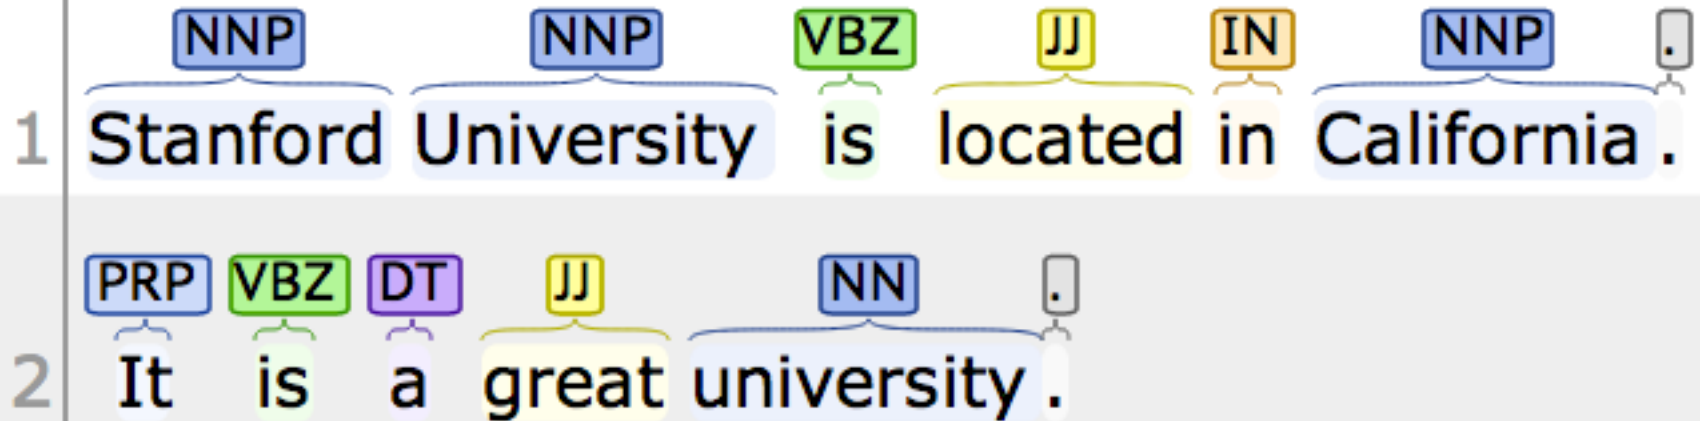 NNP NNP VBZ JJ IN NNP .
1 Stanford University is located in California .
PRP VBZ DT JJ NN .
2 It is a great university .